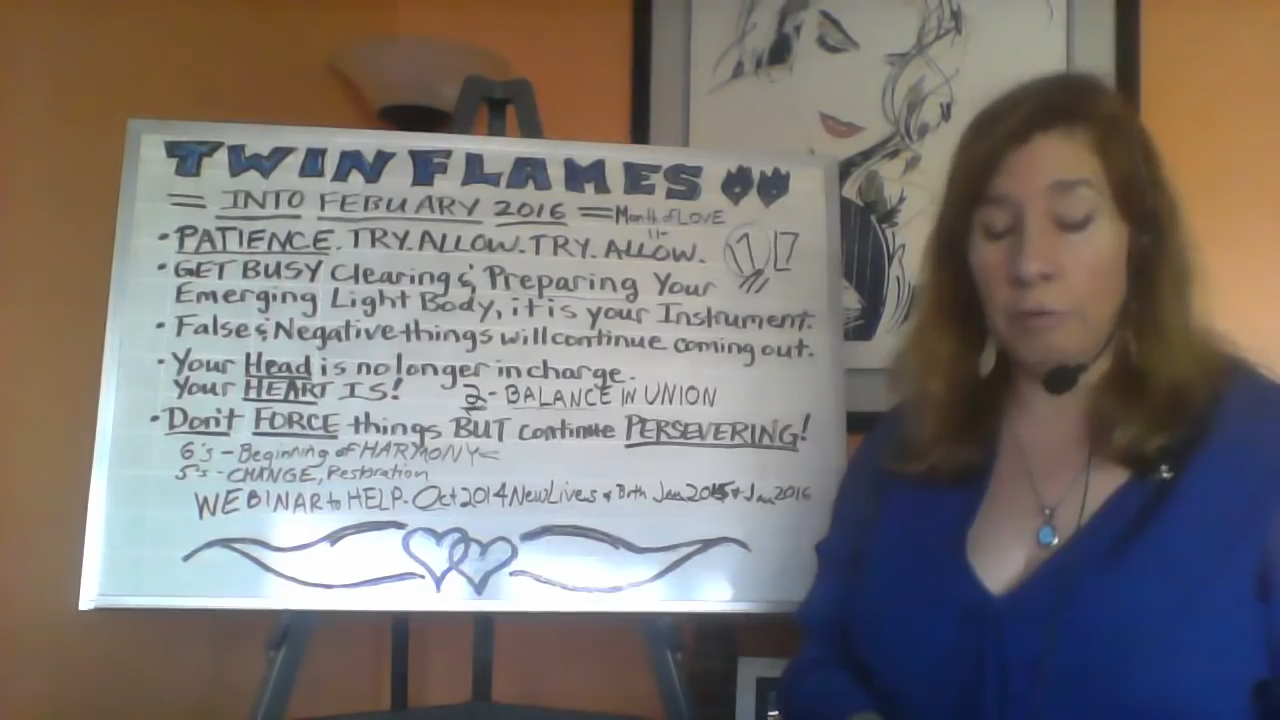 TWIN FLAMES
= INTO FEBUARY 2016 = Month of LOVE
11
• PATIENCE. TRY. ALLOW. TRY. ALLOW.
17
• GET BUSY Clearing & Preparing Your
Emerging Light Body, it is your Instrument.
• False & Negative things will continue coming out.
• Your Head is no longer in charge.
Your HEART IS! 2 - BALANCE IN UNION
• Don't FORCE things BUT continue PERSEVERING!
6's - Beginning of HARMONY
5's - CHANGE, Restoration
WEBINAR to HELP - Oct 2014 New Lives & Both Jan 2015 & Jan 2016